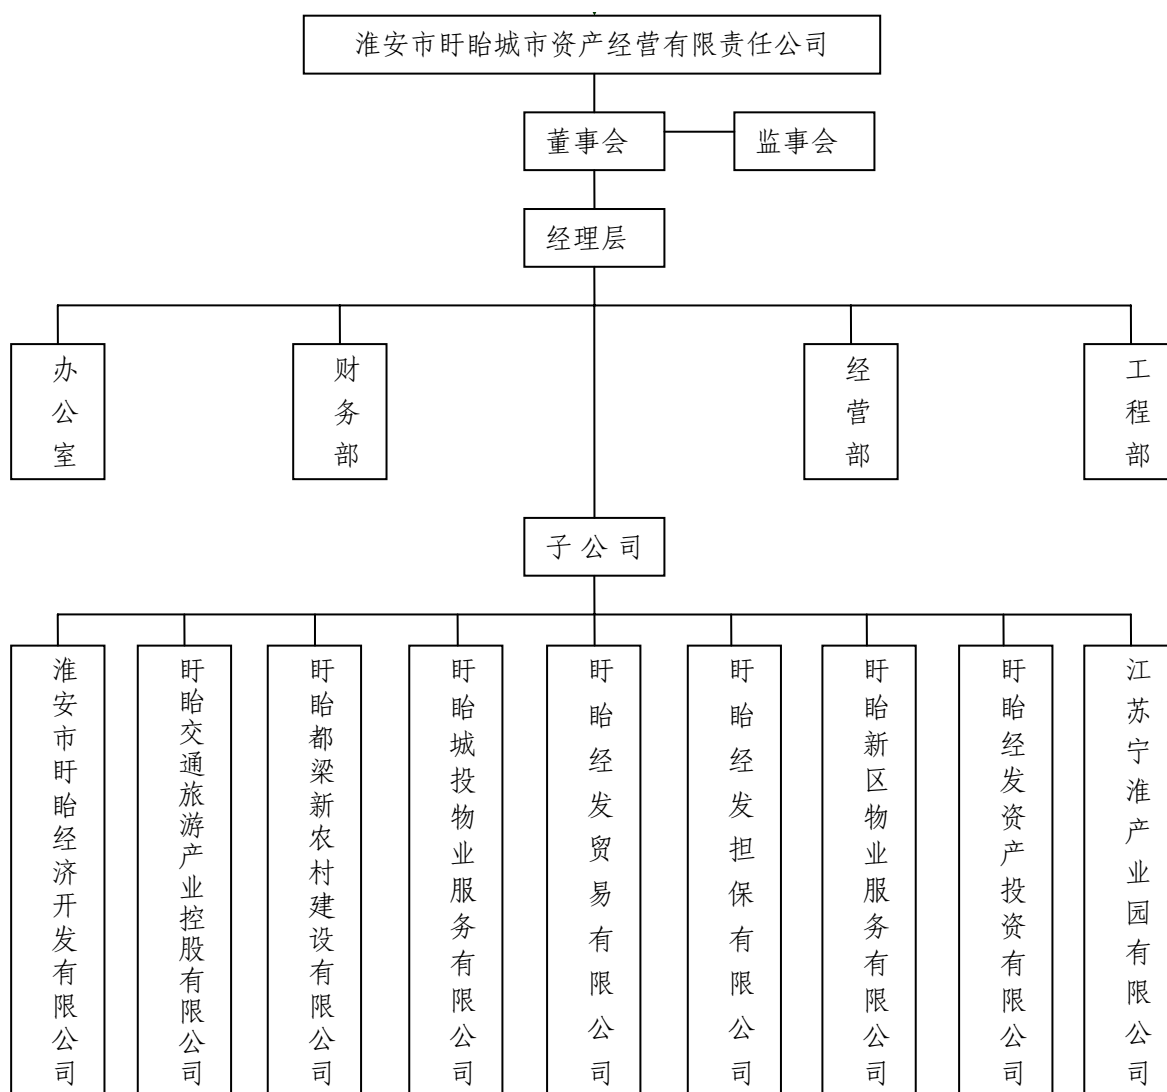 淮安市盱眙城市资产经营有限责任公司
董事会
监事会
经理层
办公室
财务部
经营部
工程部
子公司
淮安市盱眙经济开发有限公司
盱眙交通旅游产业控股有限公司
盱眙都梁新农村建设有限公司
盱眙城投物业服务有限公司
盱眙经发贸易有限公司
盱眙经发担保有限公司
盱眙新区物业服务有限公司
盱眙经发资产投资有限公司
江苏宁淮产业园有限公司